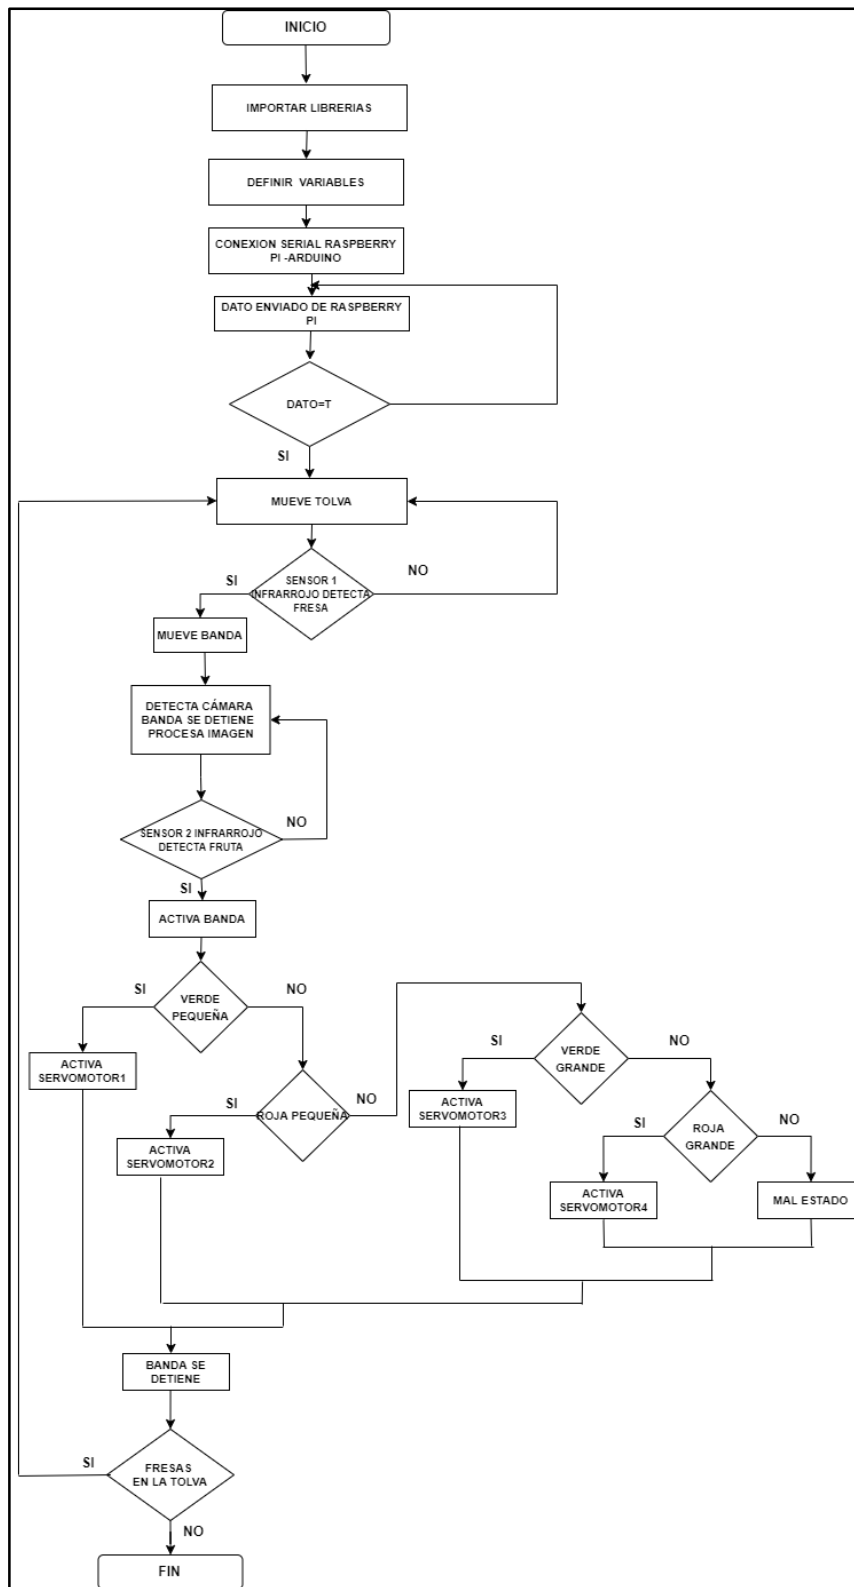 INICIO
IMPORTAR LIBRERIAS
DEFINIR VARIABLES
CONEXION SERIAL RASPBERRY
PI -ARDUINO
DATO ENVIADO DE RASPBERRY
PI
DATO=T
SI
MUEVE TOLVA
SI
SENSOR 1
INFRARROJO DETECTA
FRESA
NO
MUEVE BANDA
DETECTA CÁMARA
BANDA SE DETIENE
PROCESA IMAGEN
SENSOR 2 INFRARROJO
DETECTA FRUTA
NO
SI
ACTIVA BANDA
SI
VERDE
PEQUEÑA
NO
ACTIVA
SERVOMOTOR1
SI
ROJA PEQUEÑA
NO
ACTIVA
SERVOMOTOR2
SI
VERDE
GRANDE
NO
ACTIVA
SERVOMOTOR3
SI
ROJA
GRANDE
NO
ACTIVA
SERVOMOTOR4
MAL ESTADO
BANDA SE
DETIENE
SI
FRESAS
EN LA TOLVA
NO
FIN